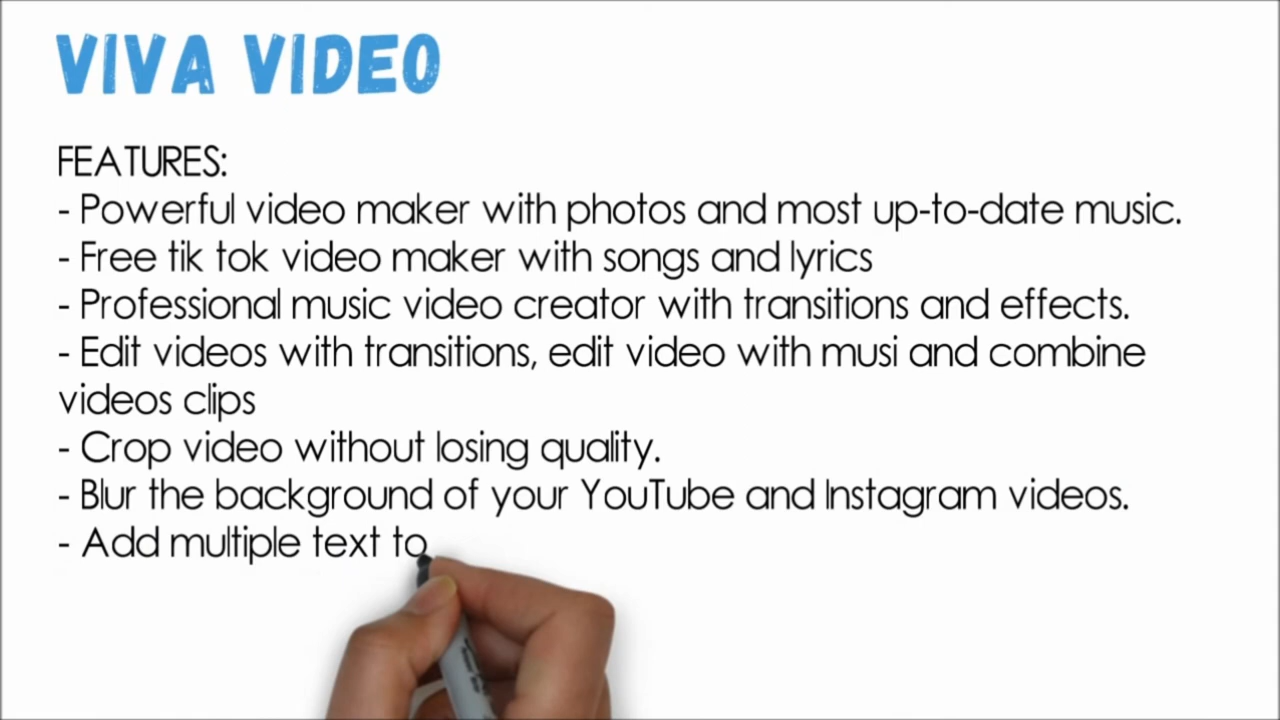 VIVA VIDEO
FEATURES:
- Powerful video maker with photos and most up-to-date music.
- Free tik tok video maker with songs and lyrics
- Professional music video creator with transitions and effects.
- Edit videos with transitions, edit video with musi and combine
videos clips
- Crop video without losing quality.
- Blur the background of your YouTube and Instagram videos.
- Add multiple text to